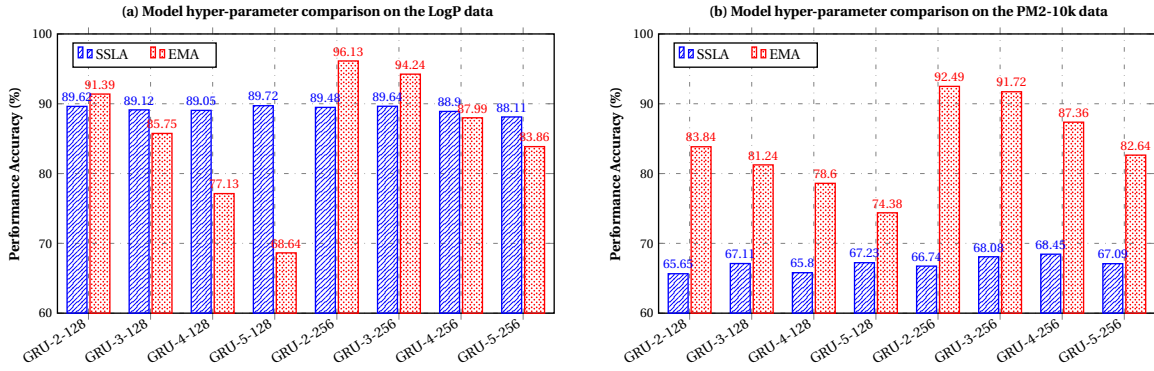 (a) Model hyper-parameter comparison on the LogP data
Performance Accuracy (%)
100
90
80
70
60
SSLA EMA
89.62 91.39 89.12 85.75 89.05 77.13 89.72 68.64 89.48 96.13 89.64 94.24 88.9 87.99 88.11 83.86
GRU-2-128 GRU-3-128 GRU-4-128 GRU-5-128 GRU-2-256 GRU-3-256 GRU-4-256 GRU-5-256
(b) Model hyper-parameter comparison on the PM2-10k data
Performance Accuracy (%)
100
90
80
70
60
SSLA EMA
65.65 83.84 67.11 81.24 65.8 78.6 67.23 74.38 66.74 92.49 68.08 91.72 68.45 87.36 67.09 82.64
GRU-2-128 GRU-3-128 GRU-4-128 GRU-5-128 GRU-2-256 GRU-3-256 GRU-4-256 GRU-5-256